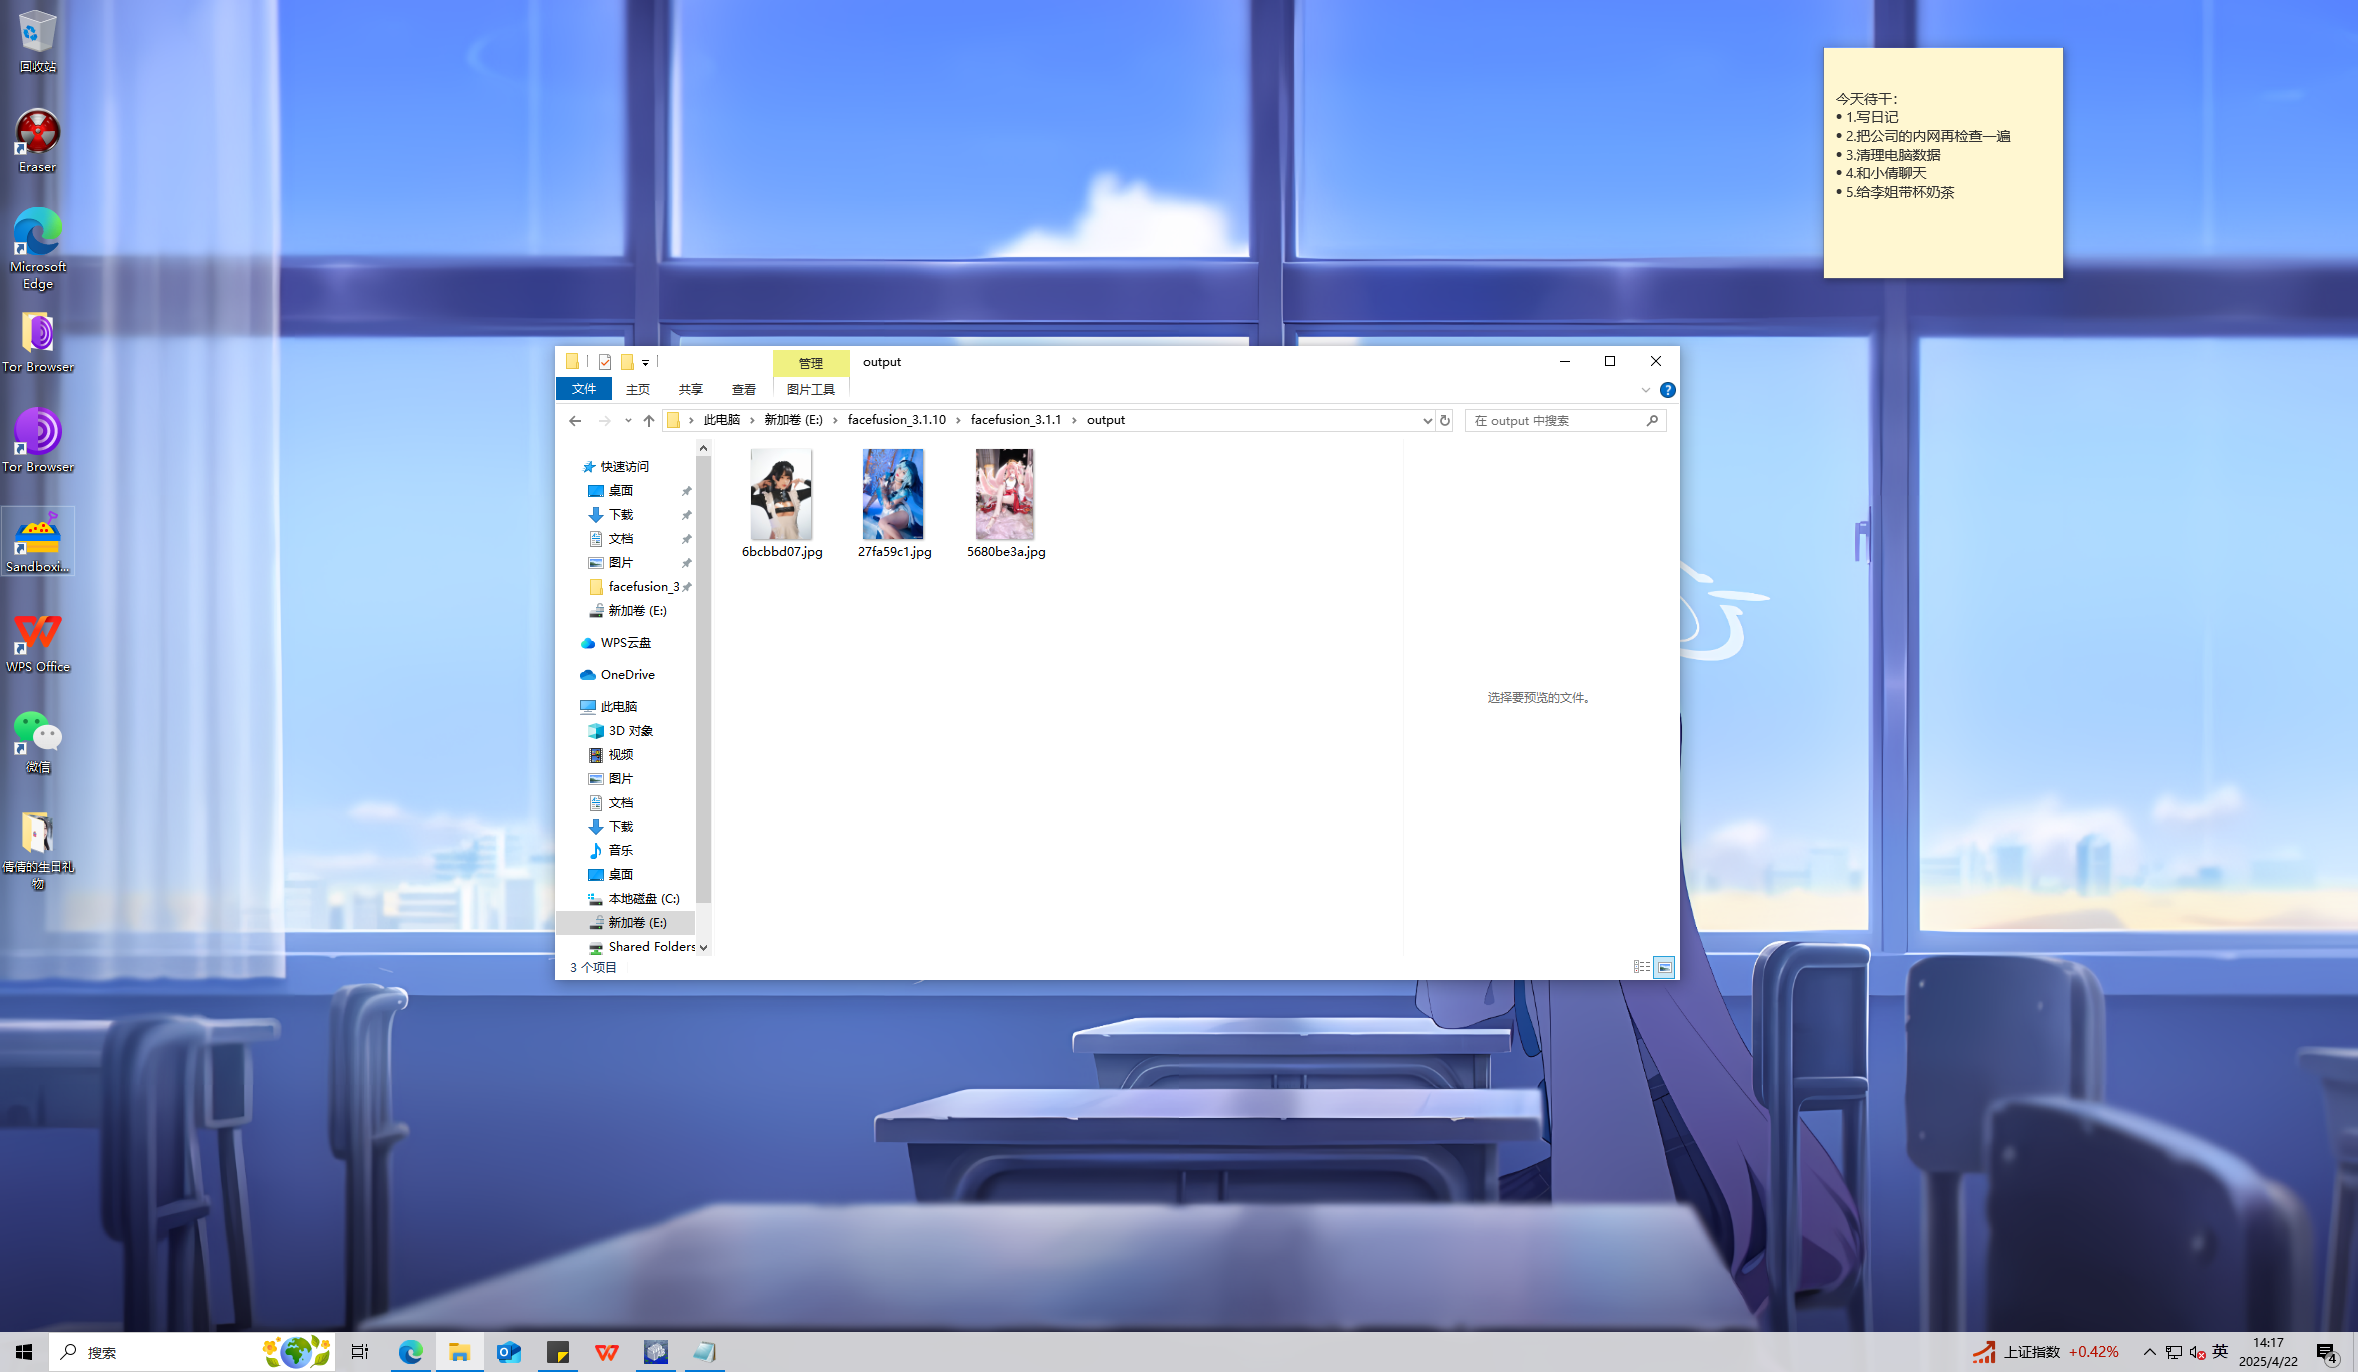 回收站
Eraser
Microsoft
Edge
Tor Browser
Tor Browser
Sandboxi...
WPS Office
微信
倩倩的生日礼
物
今天待干：
• 1.写日记
• 2.把公司的内网再检查一遍
• 3.清理电脑数据
• 4.和小倩聊天
• 5.给李姐带杯奶茶
管理
output
文件
主页
共享
查看
图片工具
此电脑 › 新加卷 (E:) › facefusion_3.1.10 › facefusion_3.1.1 › output
在 output 中搜索
快速访问
桌面
下载
文档
图片
facefusion_3
新加卷 (E:)
WPS云盘
OneDrive
此电脑
3D 对象
视频
图片
文档
下载
音乐
桌面
本地磁盘 (C:)
新加卷 (E:)
Shared Folders
6bcbbd07.jpg
27fa59c1.jpg
5680be3a.jpg
选择要预览的文件。
3 个项目
搜索
上证指数 +0.42%
英
14:17
2025/4/22
4